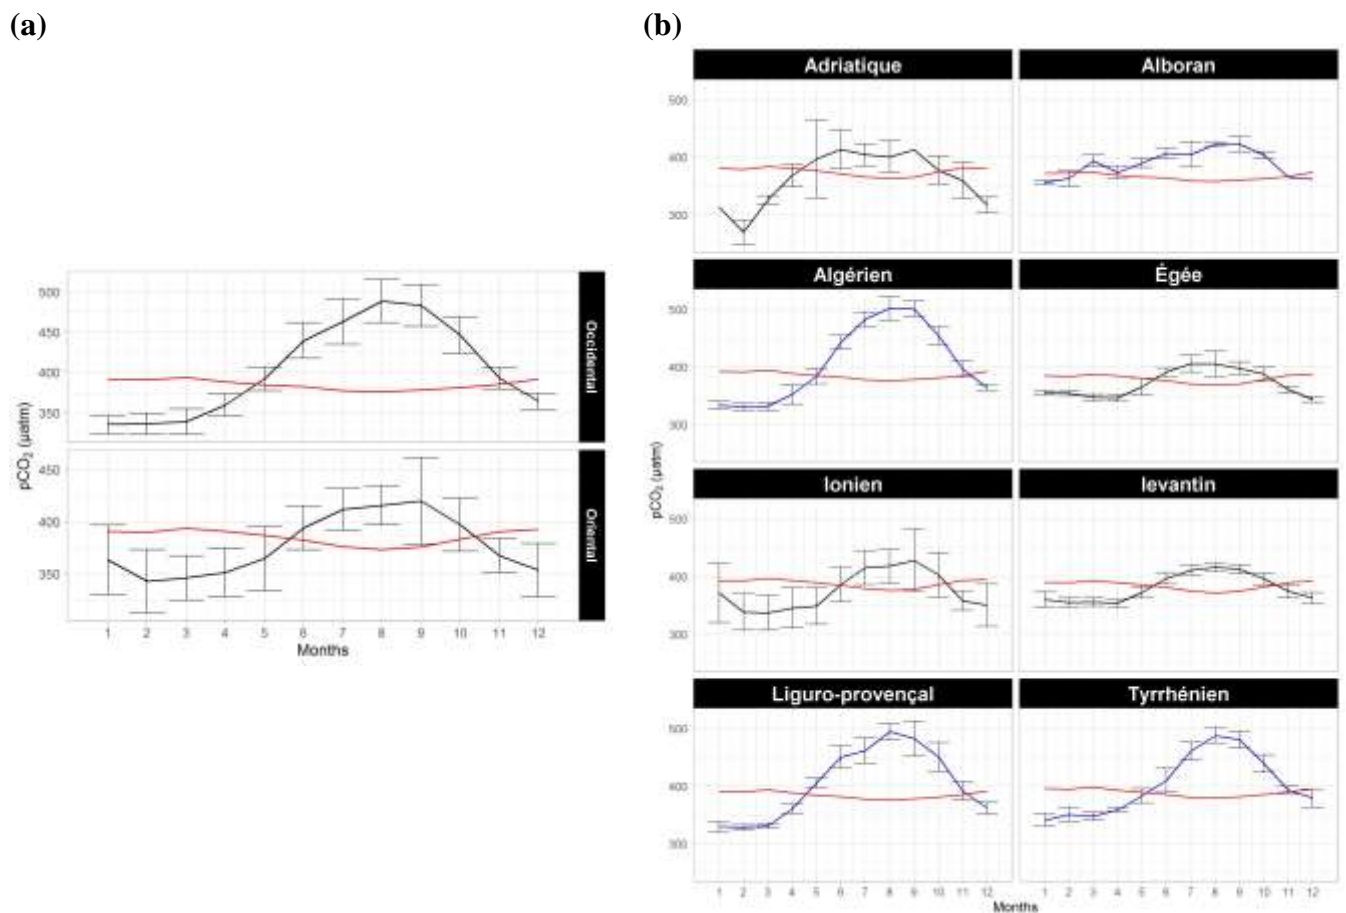 (a)
500
450
400
350
Occidental
450
400
350
Oriental
pCO₂ (µatm)
1 2 3 4 5 6 7 8 9 10 11 12
Months
(b)
Adriatique
Alboran
500
400
300
Algérien
Égée
500
400
300
Ionien
levantin
500
400
300
Liguro-provençal
Tyrrhénien
500
400
300
pCO₂ (µatm)
1 2 3 4 5 6 7 8 9 10 11 12
1 2 3 4 5 6 7 8 9 10 11 12
Months